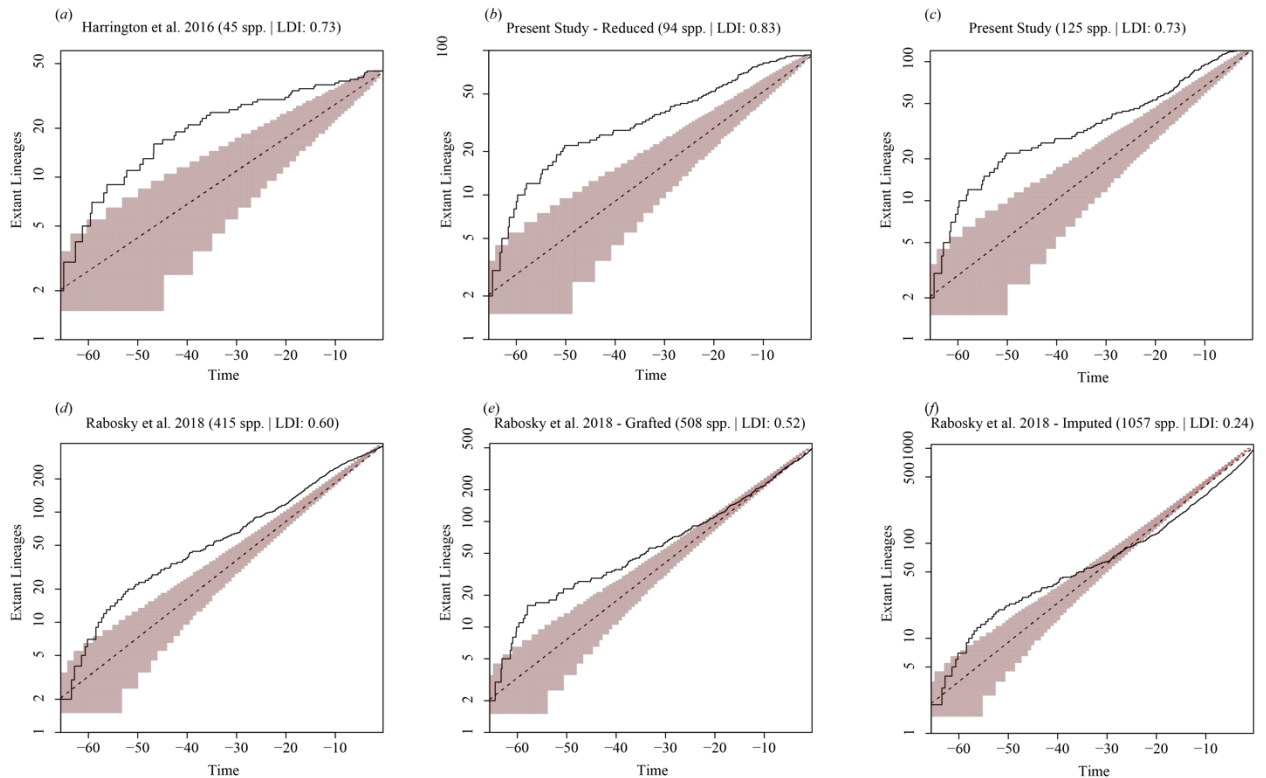 (a)
Harrington et al. 2016 (45 spp. | LDI: 0.73)
Extant Lineages
50
20
10
5
2
1
−60 −50 −40 −30 −20 −10
Time
(b)
Present Study - Reduced (94 spp. | LDI: 0.83)
Extant Lineages
100
50
20
10
5
2
1
−60 −50 −40 −30 −20 −10
Time
(c)
Present Study (125 spp. | LDI: 0.73)
Extant Lineages
100
50
20
10
5
2
1
−60 −50 −40 −30 −20 −10
Time
(d)
Rabosky et al. 2018 (415 spp. | LDI: 0.60)
Extant Lineages
200
100
50
20
10
5
2
1
−60 −50 −40 −30 −20 −10
Time
(e)
Rabosky et al. 2018 - Grafted (508 spp. | LDI: 0.52)
Extant Lineages
500
200
100
50
20
10
5
2
1
−60 −50 −40 −30 −20 −10
Time
(f)
Rabosky et al. 2018 - Imputed (1057 spp. | LDI: 0.24)
Extant Lineages
1000
500
100
50
10
5
1
−60 −50 −40 −30 −20 −10
Time